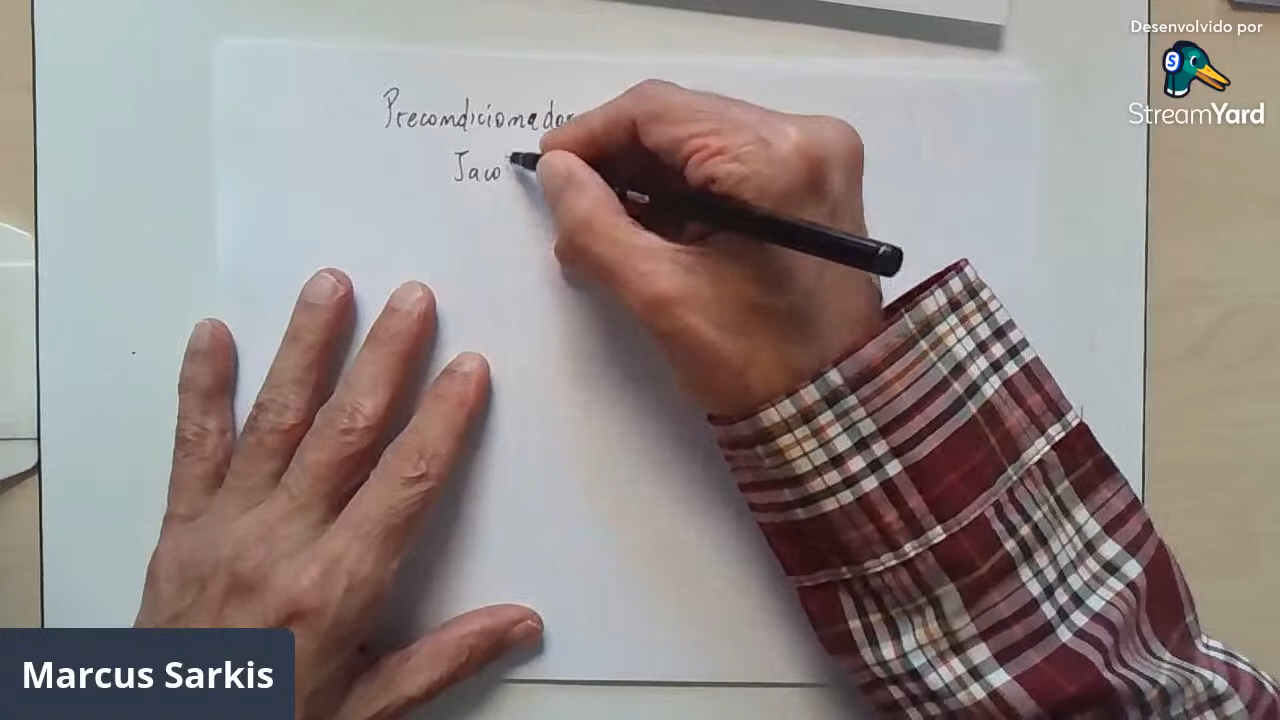 Desenvolvido por
StreamYard
Precondicionador
Jaco
Marcus Sarkis